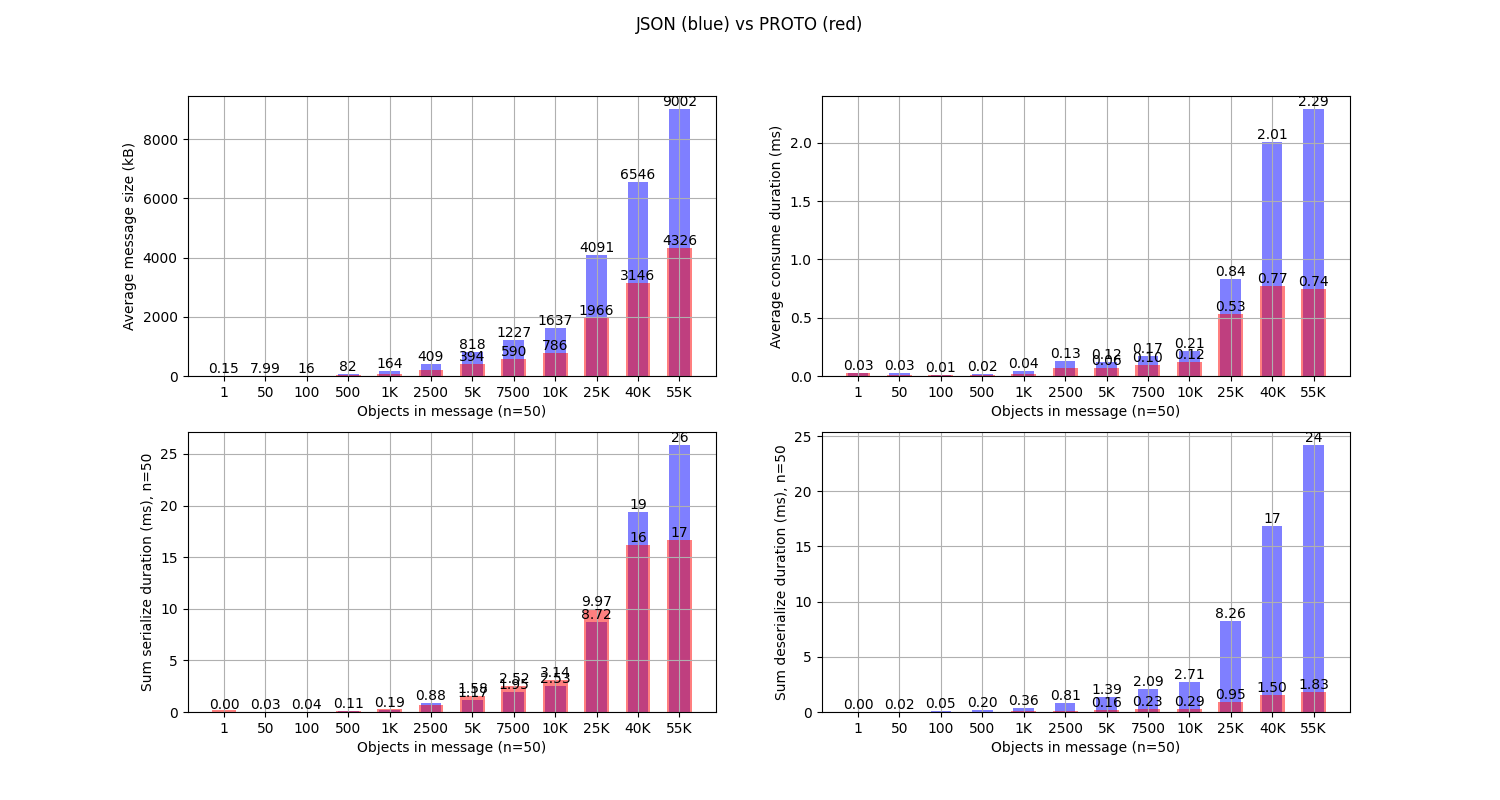 JSON (blue) vs PROTO (red)
Average message size (kB)
8000
6000
4000
2000
0
0.15 7.99 16 82 164 409 818 1227 1637 4091 6546 9002
394 590 786 1966 3146 4326
1 50 100 500 1K 2500 5K 7500 10K 25K 40K 55K
Objects in message (n=50)
Average consume duration (ms)
2.0
1.5
1.0
0.5
0.0
0.03 0.03 0.01 0.02 0.04 0.13 0.12 0.17 0.21 0.84 2.01 2.29
0.06 0.10 0.12 0.53 0.77 0.74
1 50 100 500 1K 2500 5K 7500 10K 25K 40K 55K
Objects in message (n=50)
Sum serialize duration (ms), n=50
25
20
15
10
5
0
0.00 0.03 0.04 0.11 0.19 0.88 1.17 1.95 2.53 8.72 19 26
1.58 2.52 3.14 9.97 16 17
1 50 100 500 1K 2500 5K 7500 10K 25K 40K 55K
Objects in message (n=50)
Sum deserialize duration (ms), n=50
25
20
15
10
5
0
0.00 0.02 0.05 0.20 0.36 0.81 1.39 2.09 2.71 8.26 17 24
0.16 0.23 0.29 0.95 1.50 1.83
1 50 100 500 1K 2500 5K 7500 10K 25K 40K 55K
Objects in message (n=50)